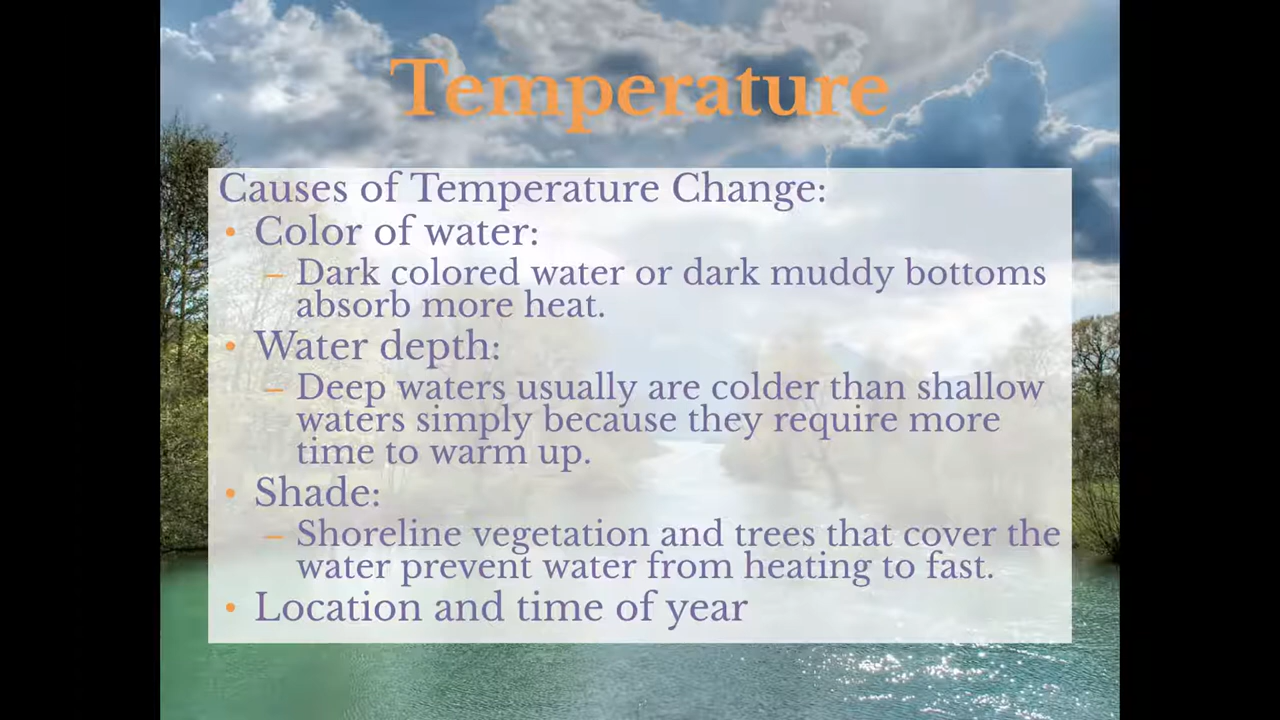 Temperature
Causes of Temperature Change:
• Color of water:
– Dark colored water or dark muddy bottoms
absorb more heat.
• Water depth:
– Deep waters usually are colder than shallow
waters simply because they require more
time to warm up.
• Shade:
– Shoreline vegetation and trees that cover the
water prevent water from heating to fast.
• Location and time of year